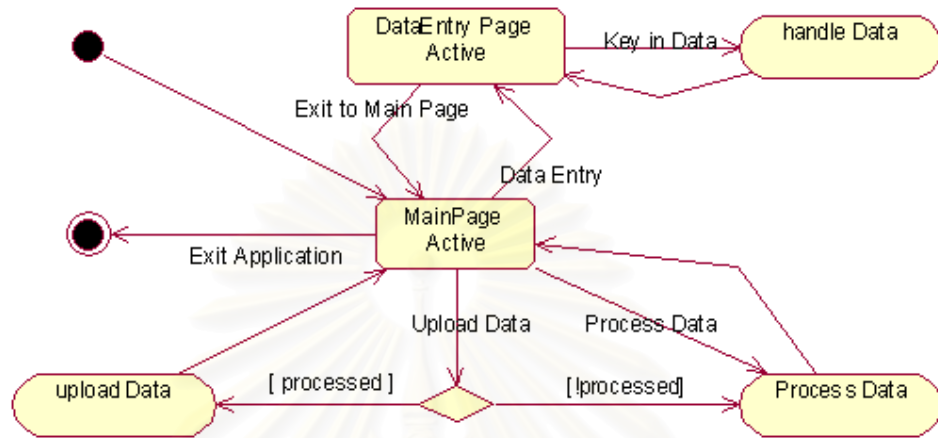 DataEntry Page
Active
Key in Data
handle Data
Exit to Main Page
Data Entry
MainPage
Active
Exit Application
Upload Data
Process Data
upload Data
[ processed ]
[!processed]
Process Data